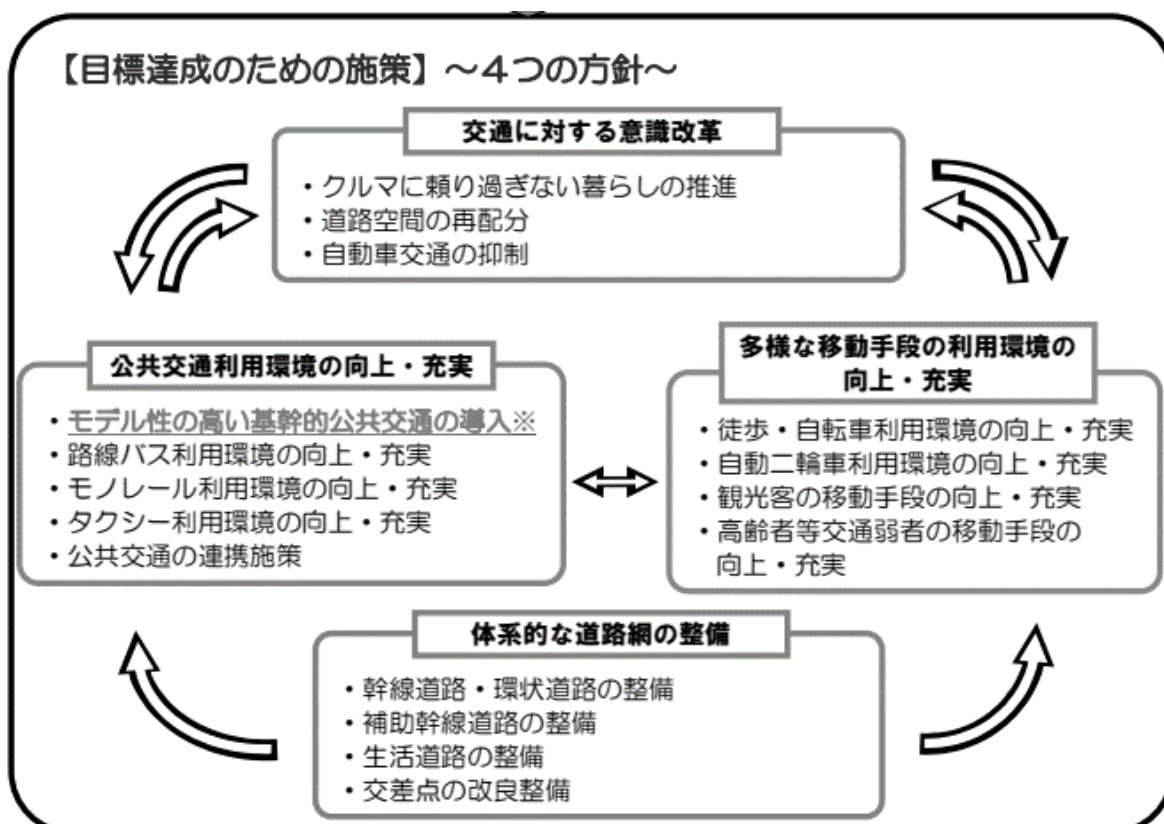 【目標達成のための施策】～４つの方針～
交通に対する意識改革
・クルマに頼り過ぎない暮らしの推進
・道路空間の再配分
・自動車交通の抑制
公共交通利用環境の向上・充実
・モデル性の高い基幹的公共交通の導入※
・路線バス利用環境の向上・充実
・モノレール利用環境の向上・充実
・タクシー利用環境の向上・充実
・公共交通の連携施策
多様な移動手段の利用環境の
向上・充実
・徒歩・自転車利用環境の向上・充実
・自動二輪車利用環境の向上・充実
・観光客の移動手段の向上・充実
・高齢者等交通弱者の移動手段の
向上・充実
体系的な道路網の整備
・幹線道路・環状道路の整備
・補助幹線道路の整備
・生活道路の整備
・交差点の改良整備